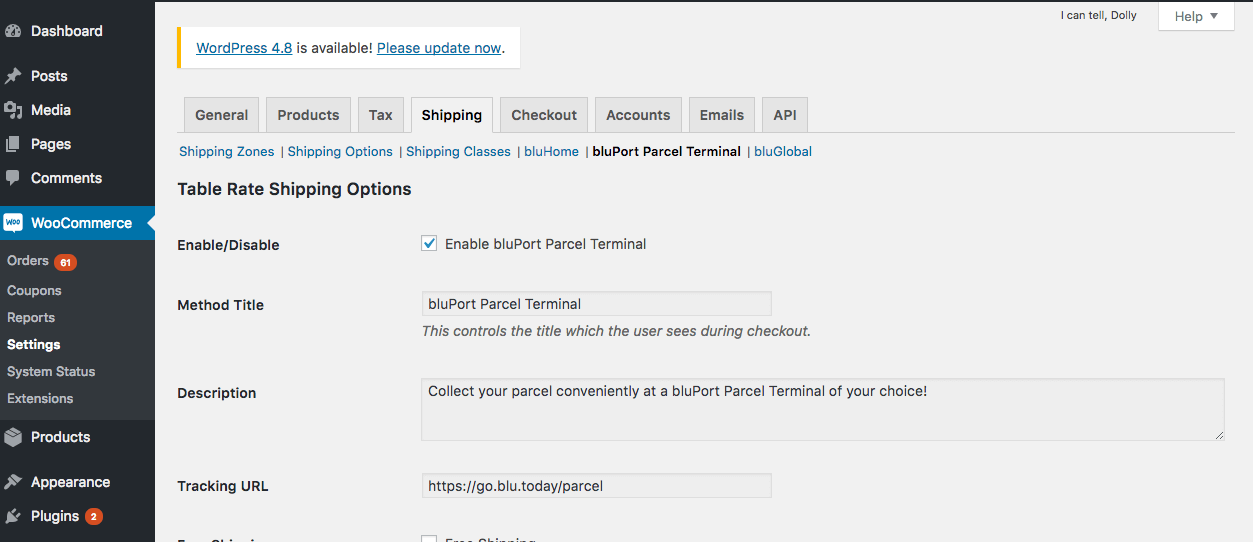 I can tell, Dolly
Help
WordPress 4.8 is available! Please update now.
Dashboard
Posts
Media
Pages
Comments
WOO
WooCommerce
Orders 61
Coupons
Reports
Settings
System Status
Extensions
Products
Appearance
Plugins 2
General Products Tax Shipping Checkout Accounts Emails API
Shipping Zones | Shipping Options | Shipping Classes | bluHome | bluPort Parcel Terminal | bluGlobal
Table Rate Shipping Options
Enable/Disable
Enable bluPort Parcel Terminal
Method Title
bluPort Parcel Terminal
This controls the title which the user sees during checkout.
Description
Collect your parcel conveniently at a bluPort Parcel Terminal of your choice!
Tracking URL
https://go.blu.today/parcel